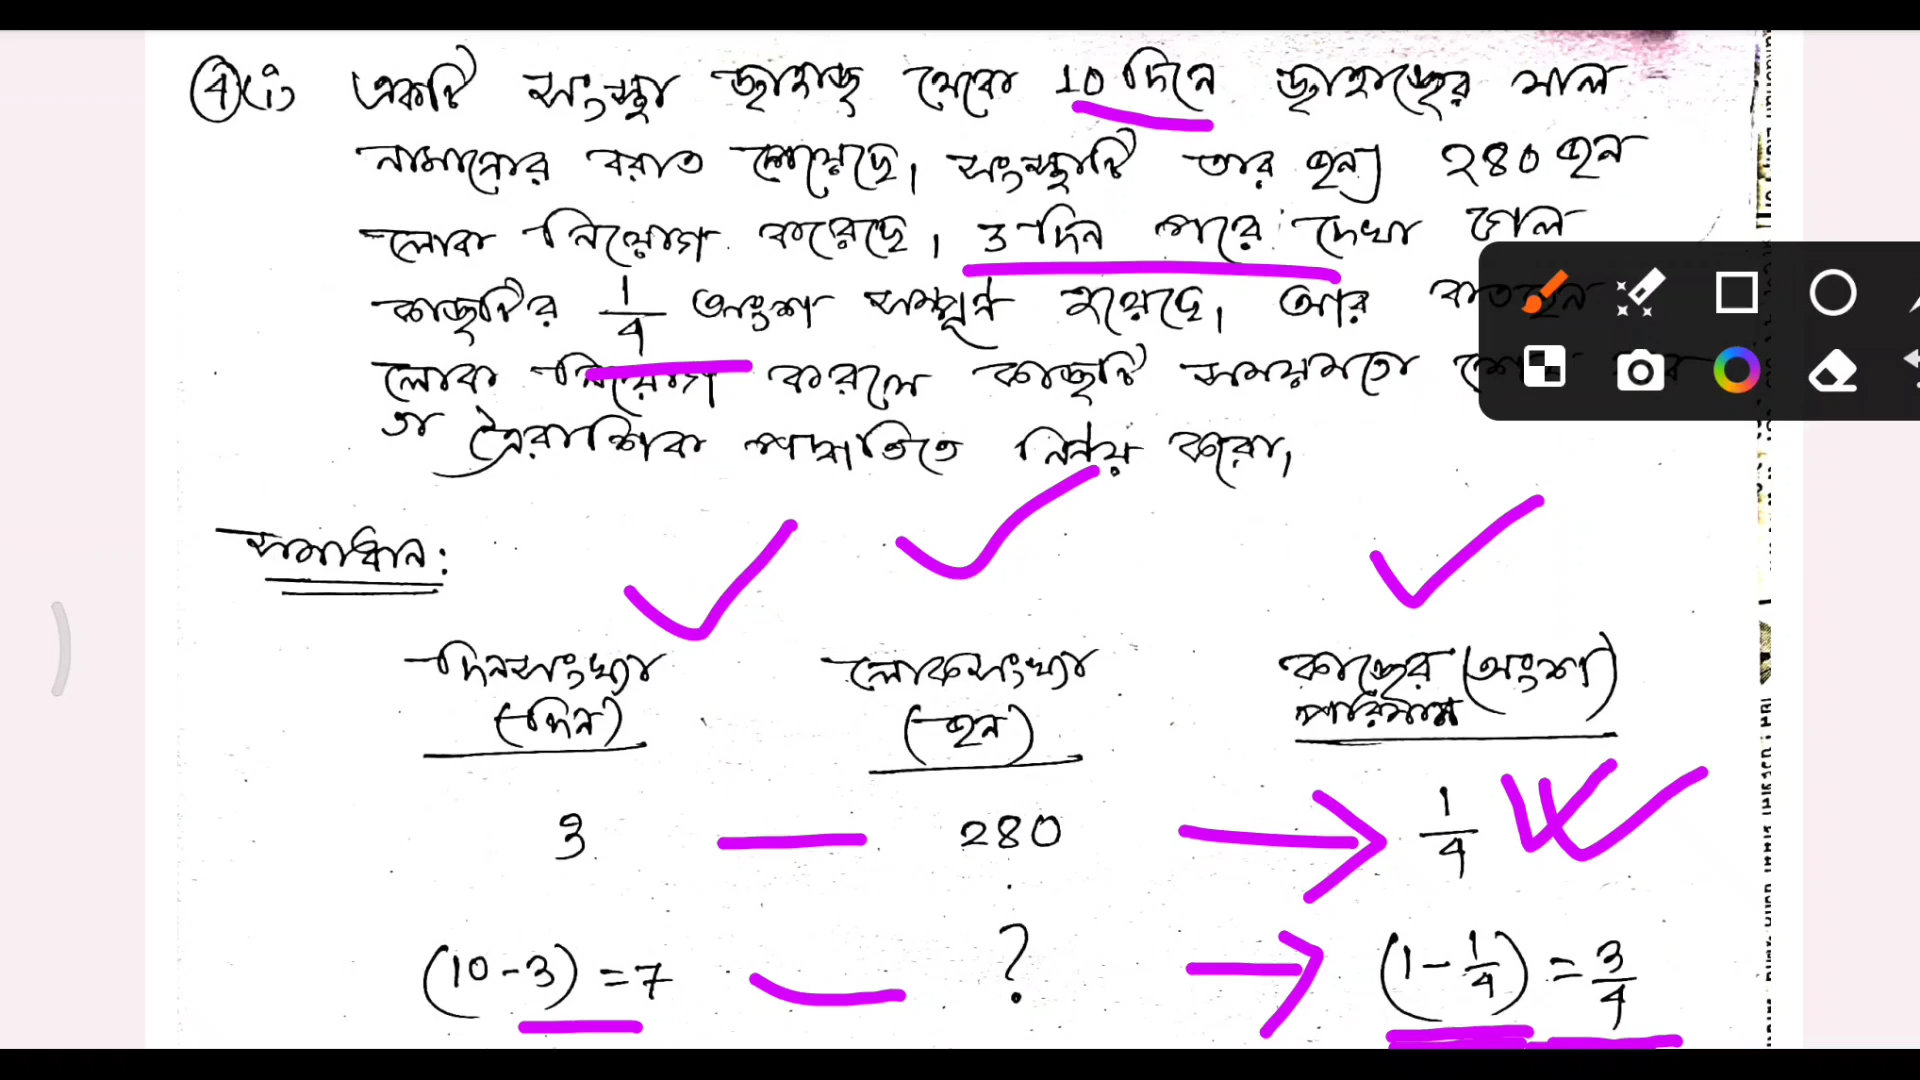 ④(i) একটি সংস্থা জাহাজ থেকে 10 দিনে জাহাজের মাল
নামানোর বরাত পেয়েছে। সংস্থাটি তার জন্য 280 জন
লোক নিয়োগ করেছে। 3 দিন পরে দেখা গেল
কাজটির 1/4 অংশ সম্পূর্ণ হয়েছে। আর কতজন
লোক নিয়োগ করলে কাজটি সময়মতো
তা ত্রৈরাশিক পদ্ধতিতে নির্ণয় করো।
সমাধান:
দিনসংখ্যা লোকসংখ্যা কাজের (অংশ)
(দিন) (জন) পরিমাণ
3 280 1/4
(10-3) = 7 ? (1 - 1/4) = 3/4